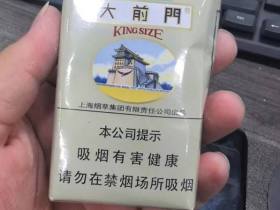 大前門
KING SIZE
上海烟草集团有限责任公司出品
本公司提示
吸烟有害健康
请勿在禁烟场所吸烟